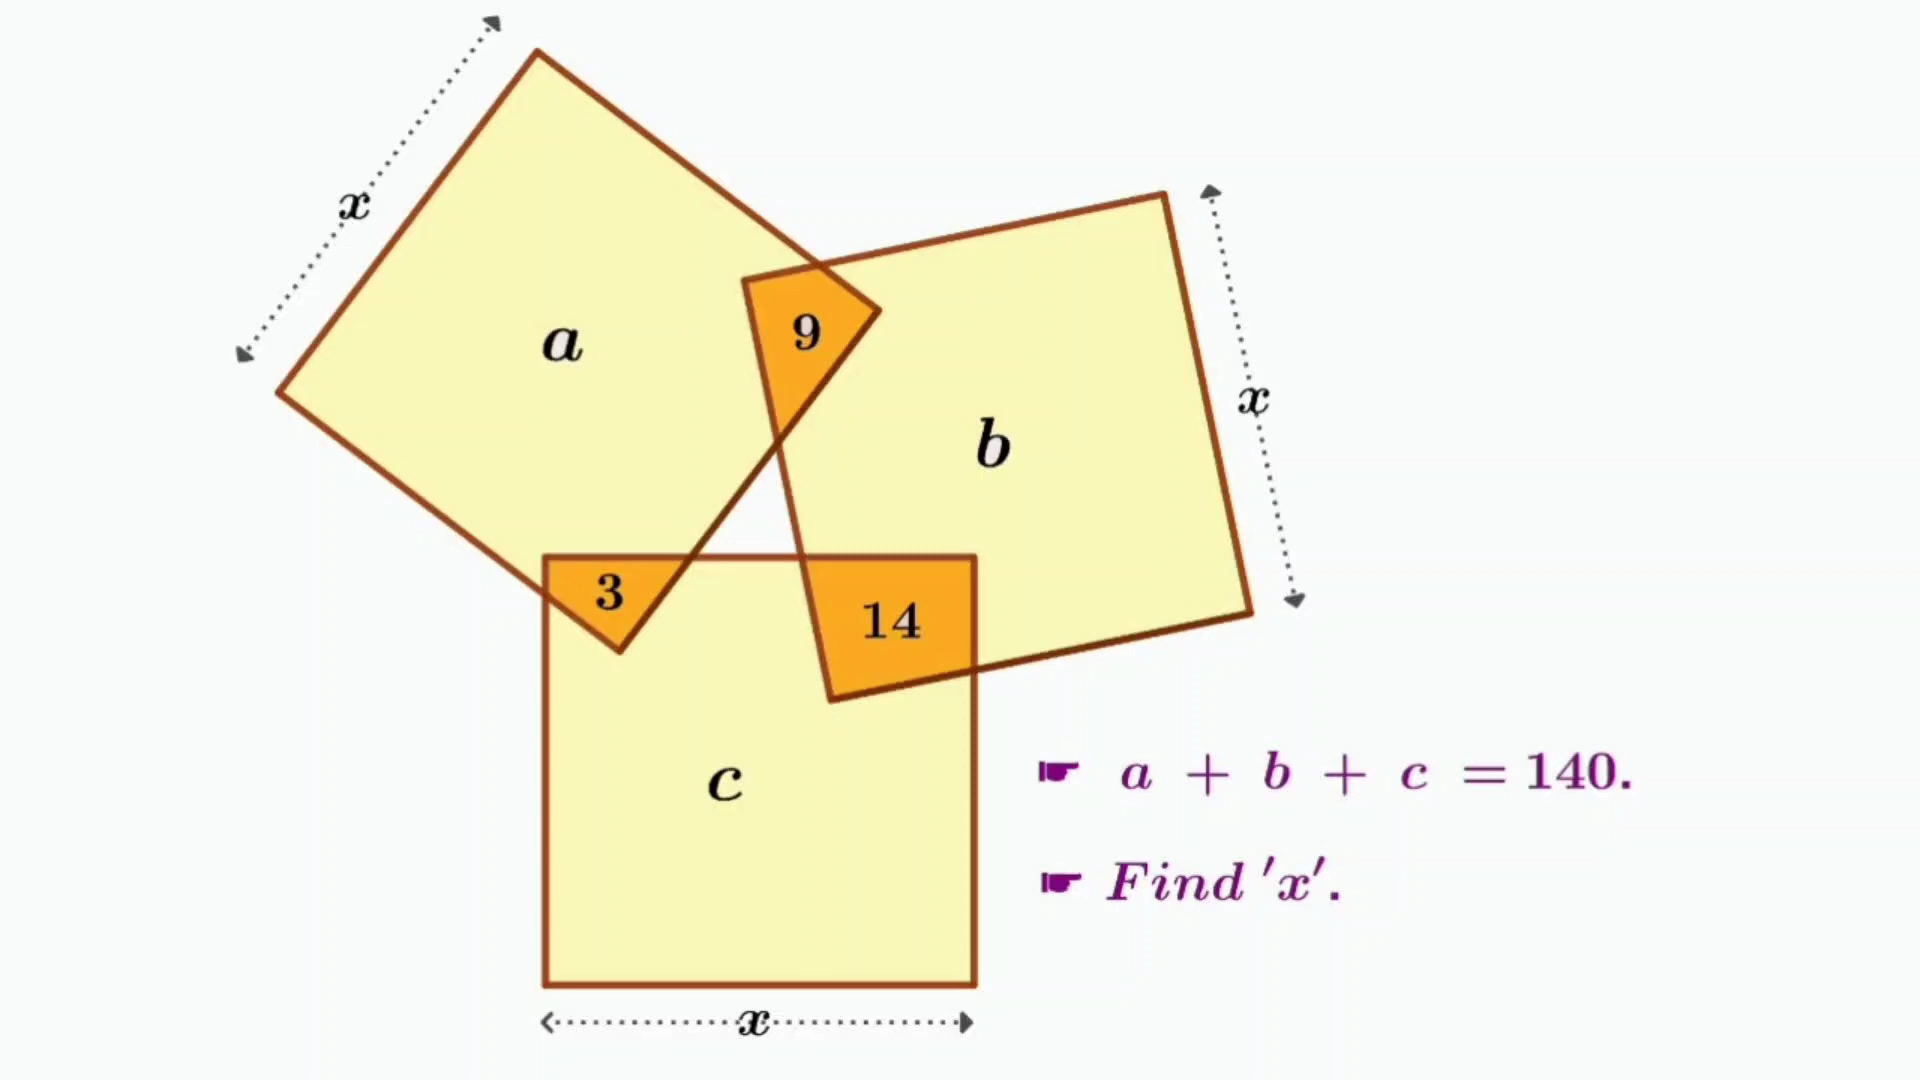 x
a
9
x
b
3
14
c
☛ a + b + c = 140.
☛ Find 'x'.
x